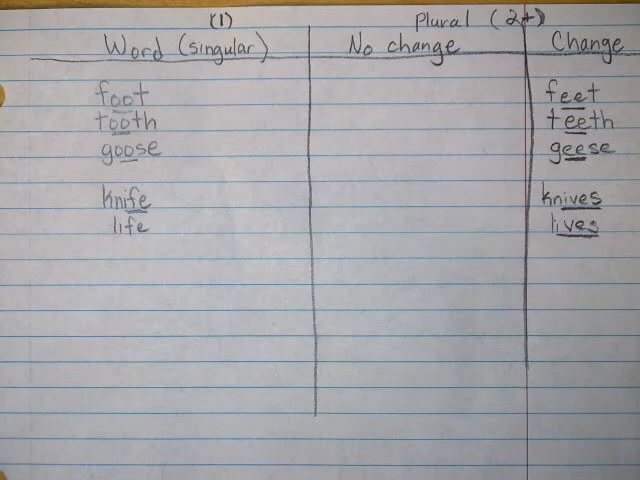 (1) Plural (2+)
Word (singular) No change Change
foot feet
tooth teeth
goose geese
knife knives
life lives